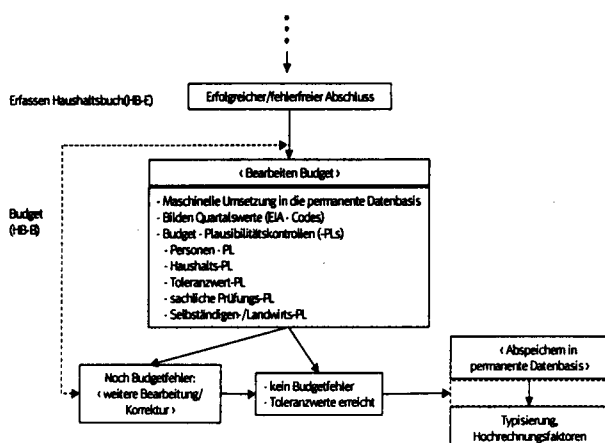 Erfassen Haushaltsbuch(HB-E)
Erfolgreicher/fehlerfreier Abschluss
Budget
(HB-B)
‹ Bearbeiten Budget ›
- Maschinelle Umsetzung in die permanente Datenbasis
- Bilden Quartalswerte (EIA - Codes)
- Budget - Plausibilitätskontrollen (-PLs)
- Personen - PL
- Haushalts-PL
- Toleranzwert-PL
- sachliche Prüfungs-PL
- Selbständigen-/Landwirts-PL
Noch Budgetfehler:
‹ weitere Bearbeitung/
Korrektur ›
- kein Budgetfehler
- Toleranzwerte erreicht
‹ Abspeichern in
permanente Datenbasis ›
Typisierung,
Hochrechnungsfaktoren